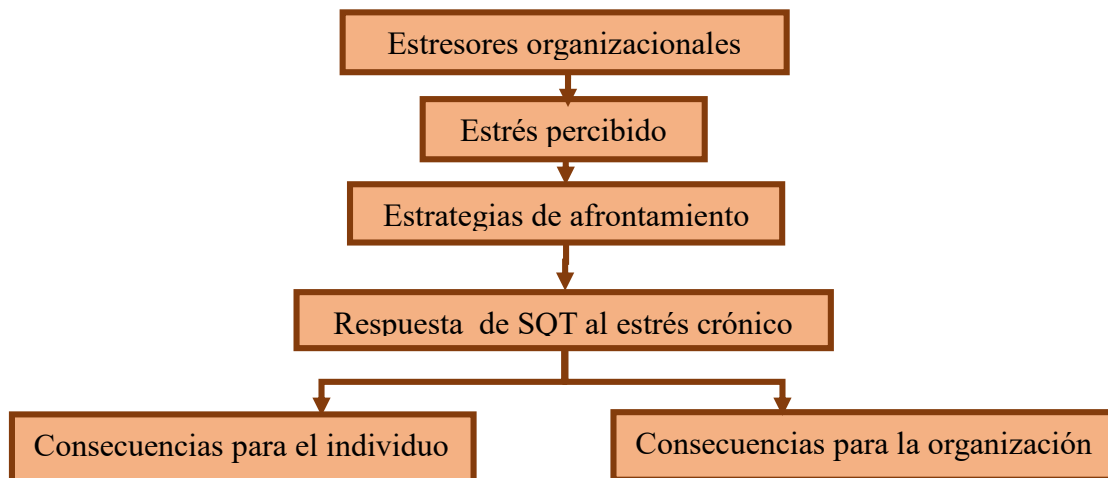 Estresores organizacionales
Estrés percibido
Estrategias de afrontamiento
Respuesta de SQT al estrés crónico
Consecuencias para el individuo
Consecuencias para la organización